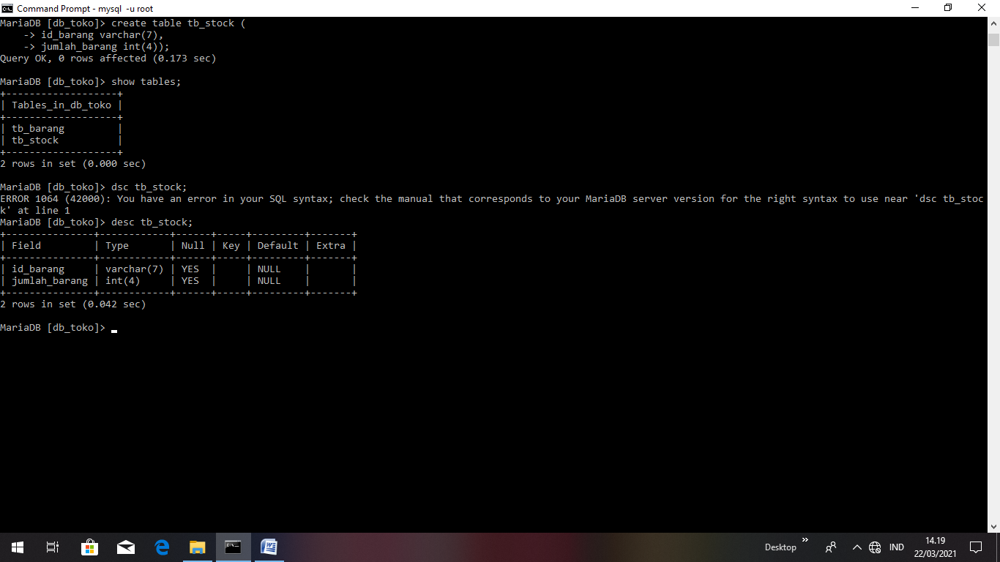 Command Prompt - mysql  -u root
MariaDB [db_toko]> create table tb_stock (
    -> id_barang varchar(7),
    -> jumlah_barang int(4));
Query OK, 0 rows affected (0.173 sec)

MariaDB [db_toko]> show tables;
+-------------------+
| Tables_in_db_toko |
+-------------------+
| tb_barang         |
| tb_stock          |
+-------------------+
2 rows in set (0.000 sec)

MariaDB [db_toko]> dsc tb_stock;
ERROR 1064 (42000): You have an error in your SQL syntax; check the manual that corresponds to your MariaDB server version for the right syntax to use near 'dsc tb_stoc
k' at line 1
MariaDB [db_toko]> desc tb_stock;
+---------------+------------+------+-----+---------+-------+
| Field         | Type       | Null | Key | Default | Extra |
+---------------+------------+------+-----+---------+-------+
| id_barang     | varchar(7) | YES  |     | NULL    |       |
| jumlah_barang | int(4)     | YES  |     | NULL    |       |
+---------------+------------+------+-----+---------+-------+
2 rows in set (0.042 sec)

MariaDB [db_toko]>
Desktop
IND
14.19
22/03/2021